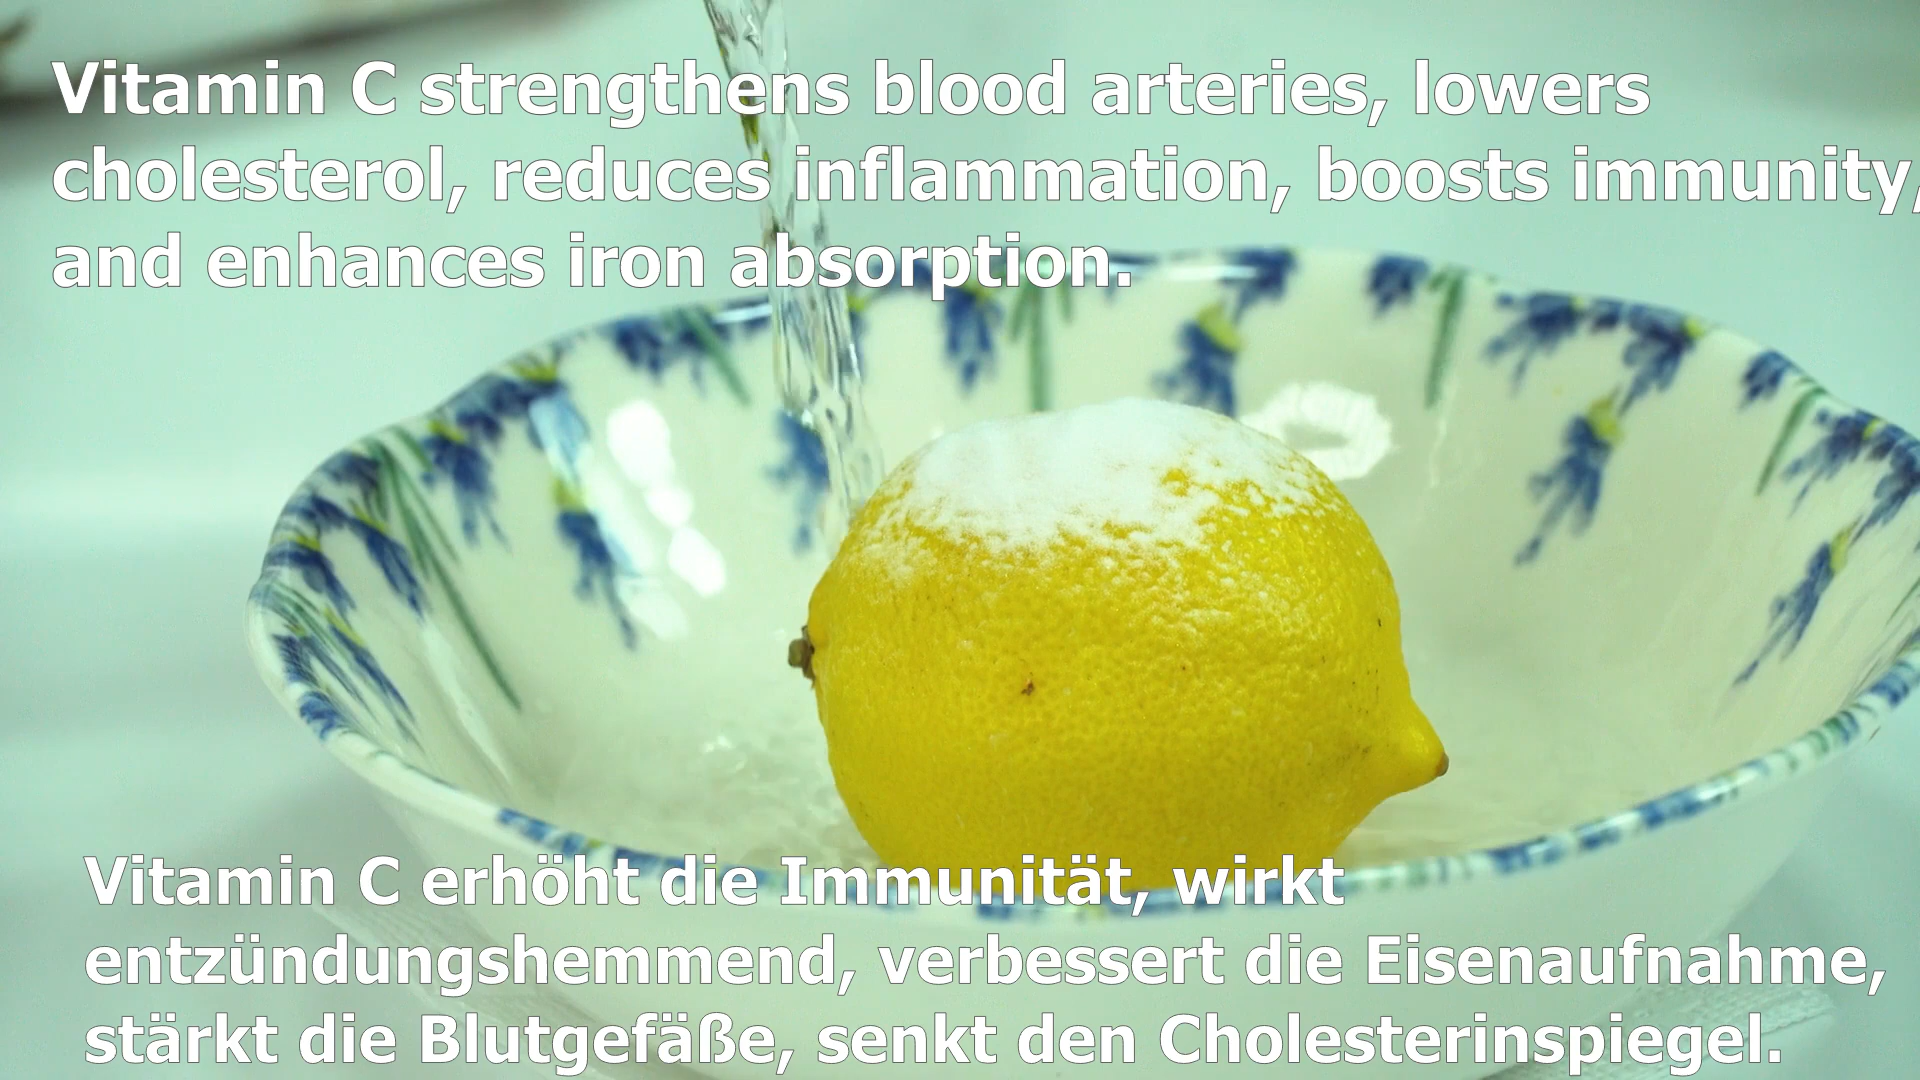 Vitamin C strengthens blood arteries, lowers
cholesterol, reduces inflammation, boosts immunity,
and enhances iron absorption.
Vitamin C erhöht die Immunität, wirkt
entzündungshemmend, verbessert die Eisenaufnahme,
stärkt die Blutgefäße, senkt den Cholesterinspiegel.